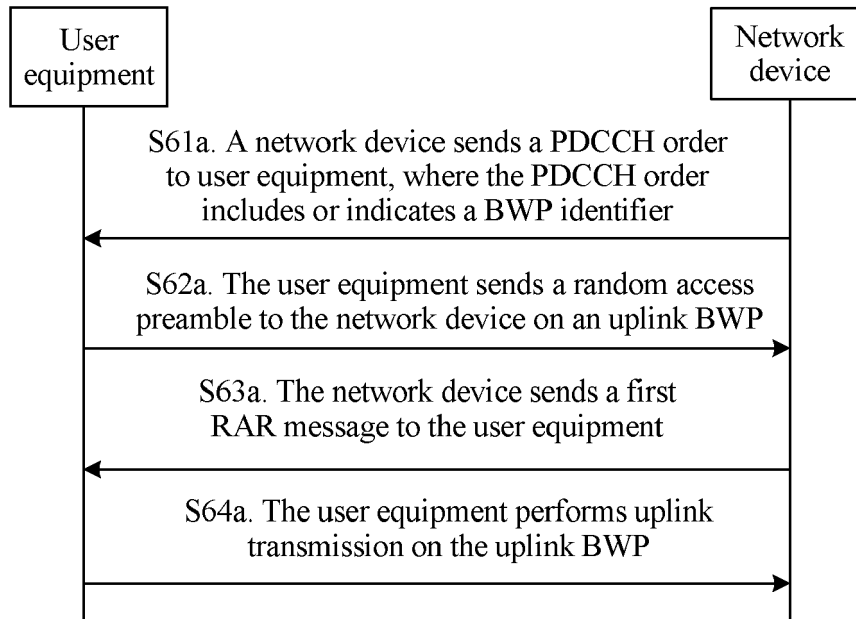 User
equipment
Network
device
S61a. A network device sends a PDCCH order
to user equipment, where the PDCCH order
includes or indicates a BWP identifier
S62a. The user equipment sends a random access
preamble to the network device on an uplink BWP
S63a. The network device sends a first
RAR message to the user equipment
S64a. The user equipment performs uplink
transmission on the uplink BWP